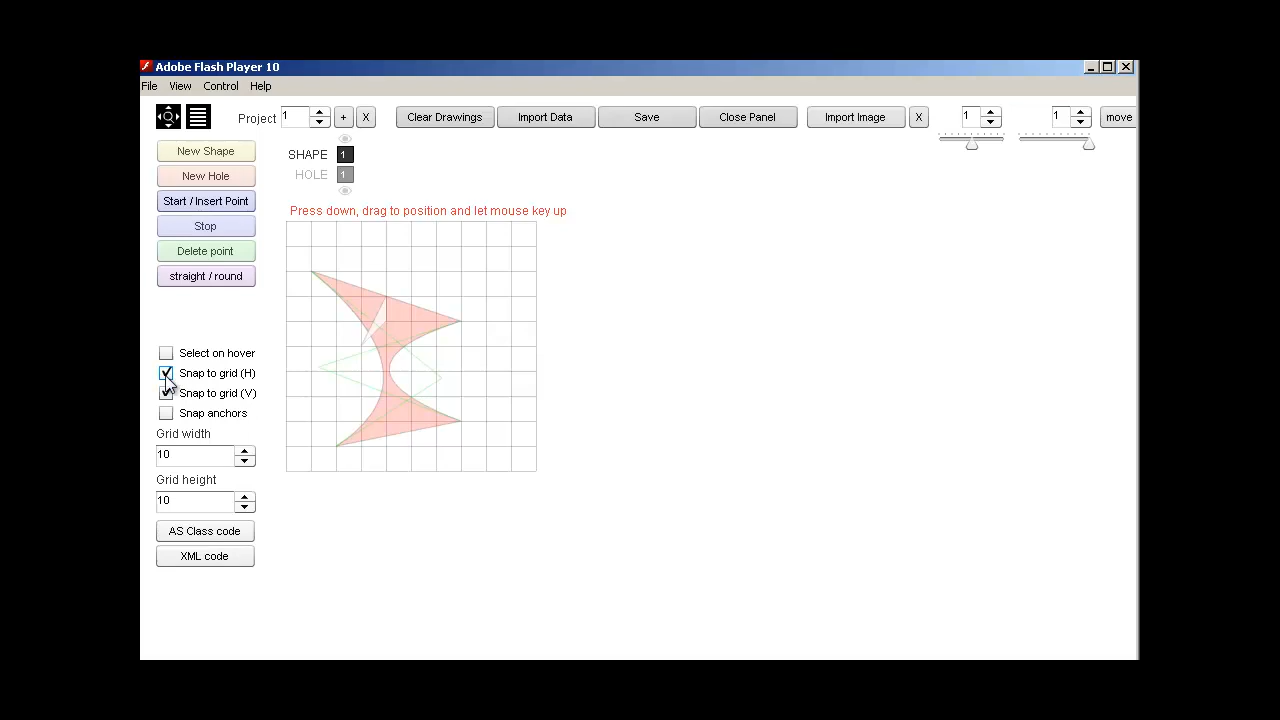 Adobe Flash Player 10
File View Control Help
Project 1 + X Clear Drawings Import Data Save Close Panel Import Image X 1 1 move
New Shape
New Hole
Start / Insert Point
Stop
Delete point
straight / round
SHAPE 1
HOLE 1
Press down, drag to position and let mouse key up
Select on hover
Snap to grid (H)
Snap to grid (V)
Snap anchors
Grid width
10
Grid height
10
AS Class code
XML code